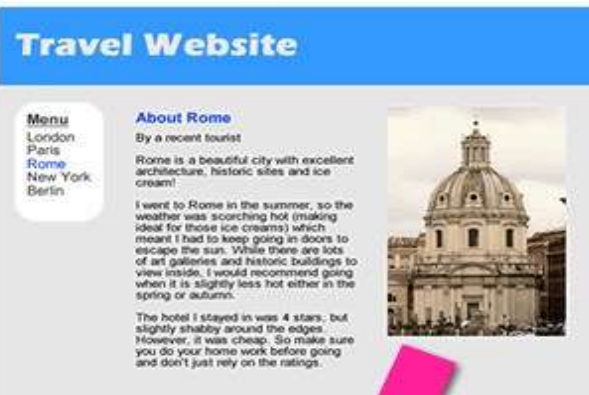 Travel Website
Menu
London
Paris
Rome
New York
Berlin
About Rome
By a recent tourist
Rome is a beautiful city with excellent
architecture, historic sites and ice
cream!
I went to Rome in the summer, so the
weather was scorching hot (making
ideal for those ice creams) which
meant I had to keep going in doors to
escape the sun. While there are lots
of art galleries and historic buildings to
view inside, I would recommend going
when it is slightly less hot either in the
spring or autumn.
The hotel I stayed in was 4 stars, but
slightly shabby around the edges.
However, it was cheap. So make sure
you do your home work before going
and don't just rely on the ratings.